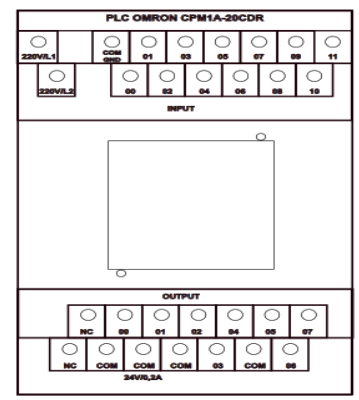 PLC OMRON CPM1A-20CDR
220V/L1 COM GND 01 03 05 07 09 11
220V/L2 00 02 04 06 08 10
INPUT
OUTPUT
NC 00 01 02 04 05 07
NC COM COM COM 03 COM 06
24V/0,2A